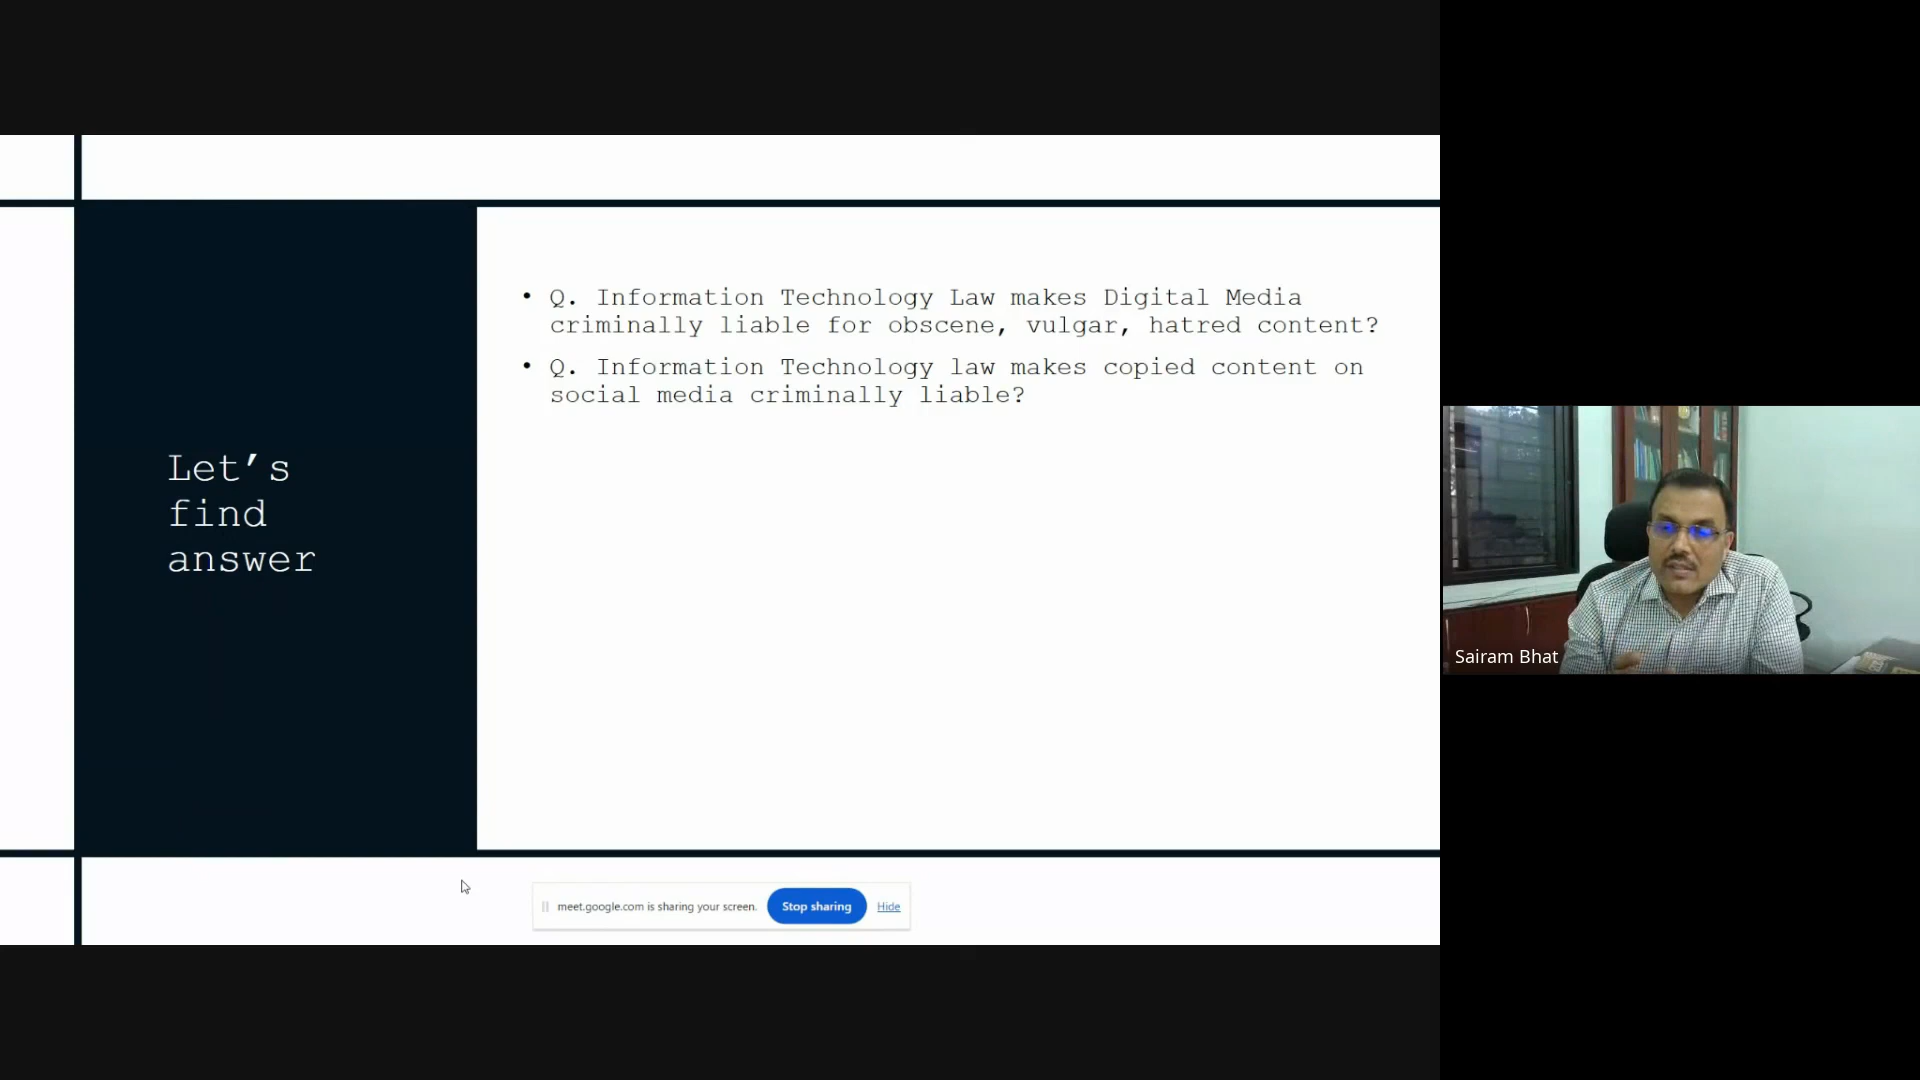 Let's
find
answer
• Q. Information Technology Law makes Digital Media
criminally liable for obscene, vulgar, hatred content?
• Q. Information Technology law makes copied content on
social media criminally liable?
meet.google.com is sharing your screen. Stop sharing Hide
Sairam Bhat